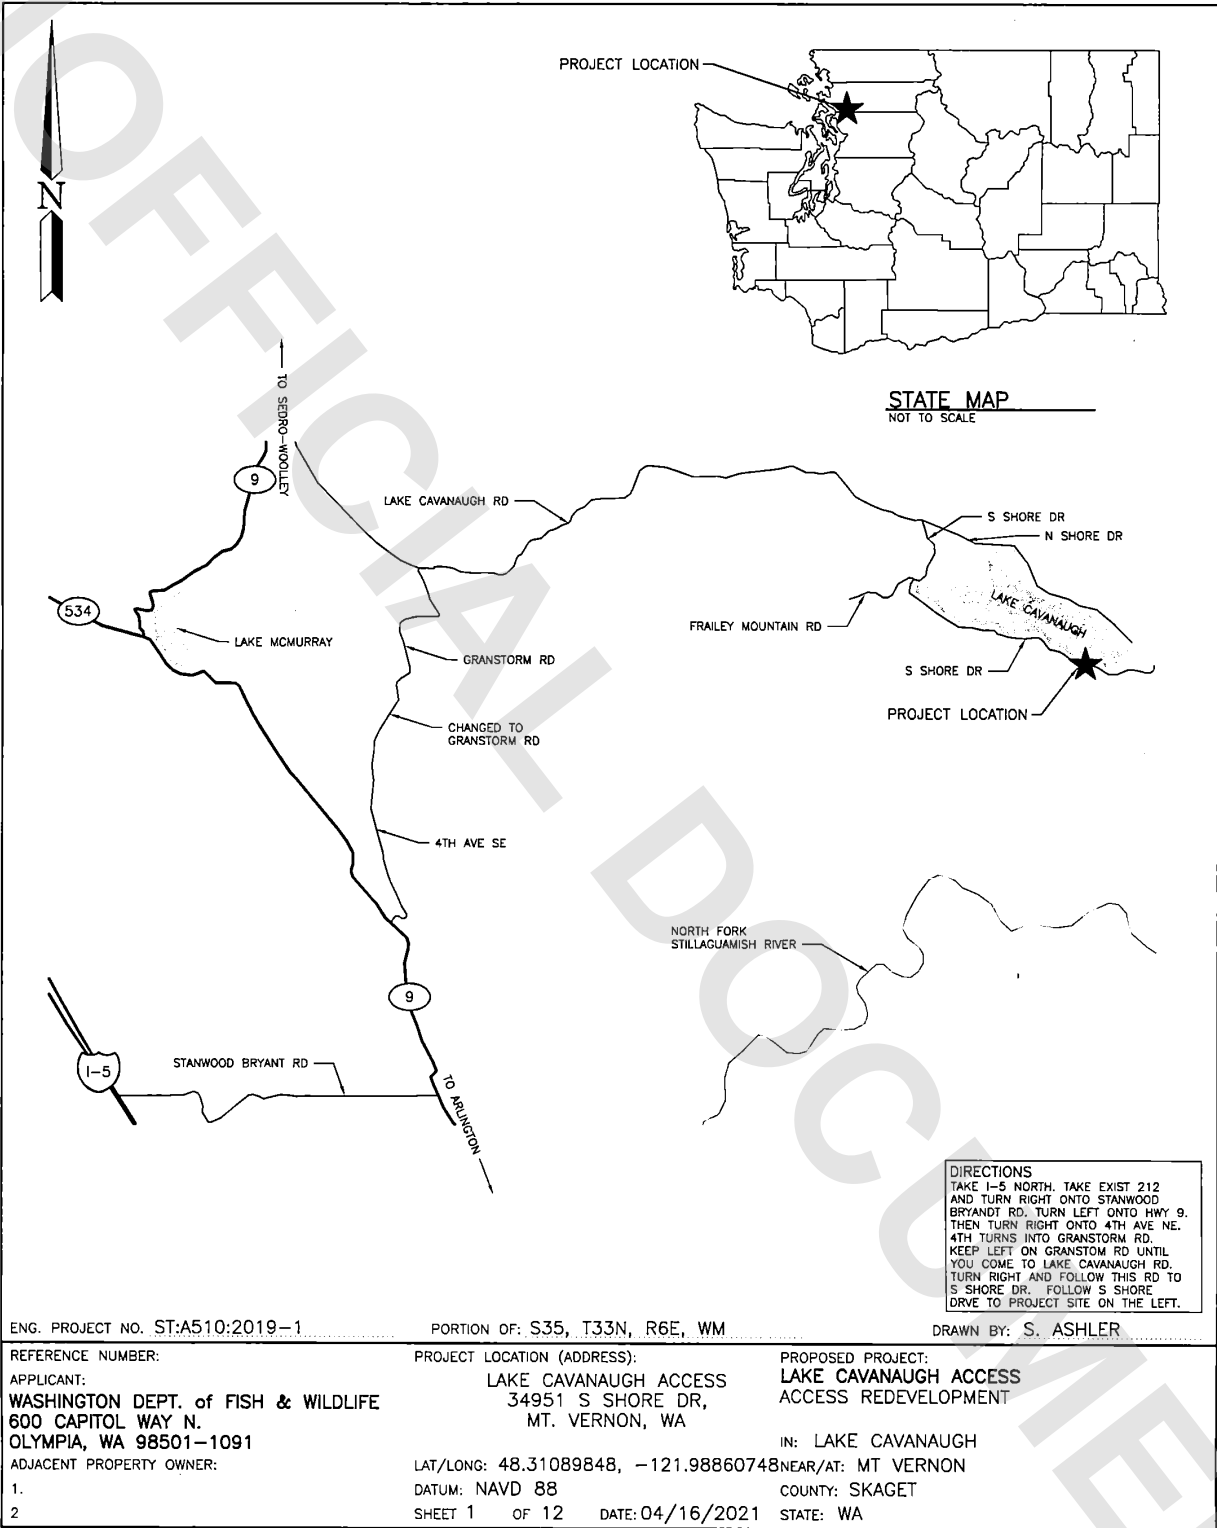 PROJECT LOCATION
N
STATE MAP
NOT TO SCALE
TO SEDRO-WOOLLEY
9
LAKE CAVANAUGH RD
S SHORE DR
N SHORE DR
534
LAKE MCMURRAY
GRANSTORM RD
FRAILEY MOUNTAIN RD
LAKE CAVANAUGH
S SHORE DR
PROJECT LOCATION
CHANGED TO
GRANSTORM RD
4TH AVE SE
NORTH FORK
STILLAGUAMISH RIVER
9
I-5
STANWOOD BRYANT RD
TO ARLINGTON
DIRECTIONS
TAKE I-5 NORTH. TAKE EXIST 212
AND TURN RIGHT ONTO STANWOOD
BRYANDT RD. TURN LEFT ONTO HWY 9.
THEN TURN RIGHT ONTO 4TH AVE NE.
4TH TURNS INTO GRANSTORM RD.
KEEP LEFT ON GRANSTOM RD UNTIL
YOU COME TO LAKE CAVANAUGH RD.
TURN RIGHT AND FOLLOW THIS RD TO
S SHORE DR. FOLLOW S SHORE
DRVE TO PROJECT SITE ON THE LEFT.
ENG. PROJECT NO. ST:A510:2019-1
PORTION OF: S35, T33N, R6E, WM
DRAWN BY: S. ASHLER
REFERENCE NUMBER:
APPLICANT:
WASHINGTON DEPT. of FISH & WILDLIFE
600 CAPITOL WAY N.
OLYMPIA, WA 98501-1091
ADJACENT PROPERTY OWNER:
1.
2
PROJECT LOCATION (ADDRESS):
LAKE CAVANAUGH ACCESS
34951 S SHORE DR,
MT. VERNON, WA
LAT/LONG: 48.31089848, -121.98860748
DATUM: NAVD 88
SHEET 1 OF 12 DATE: 04/16/2021
PROPOSED PROJECT:
LAKE CAVANAUGH ACCESS
ACCESS REDEVELOPMENT
IN: LAKE CAVANAUGH
NEAR/AT: MT VERNON
COUNTY: SKAGET
STATE: WA
OFFICIAL DOCUME